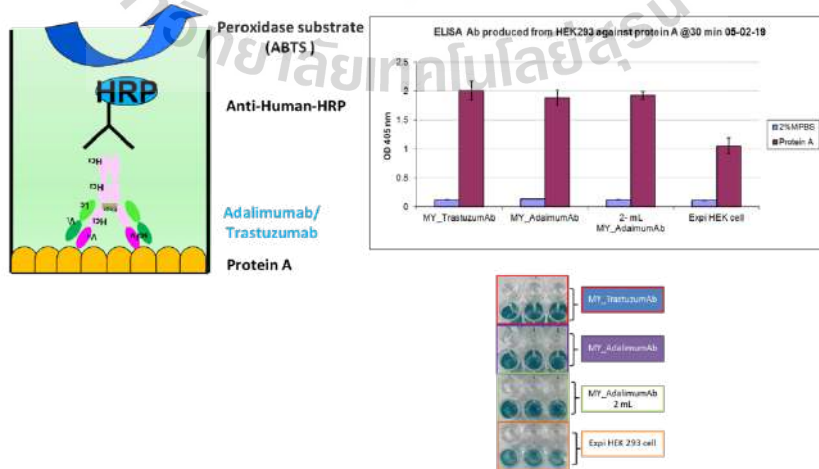 Peroxidase substrate
(ABTS )
HRP
Anti-Human-HRP
Adalimumab/
Trastuzumab
Protein A
ELISA Ab produced from HEK293 against protein A @30 min 05-02-19
OD 405 nm
2.5
2
1.5
1
0.5
0
MY_TrastuzumAb
MY_AdaimumAb
2- mL
MY_AdaimumAb
Expi HEK cell
2%MPBS
Protein A
MY_TrastuzumAb
MY_AdalimumAb
MY_AdalimumAb
2 mL
Expi HEK 293 cell